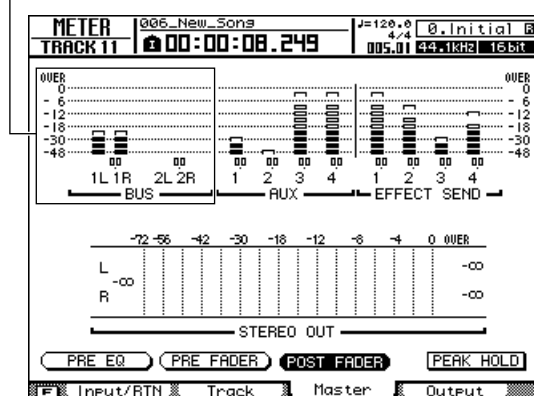 METER 006_New_Song J=120.0 4/4 0.Initial
TRACK 11 00:00:08.249 005.01 44.1kHz 16bit
OVER OVER
0 0
- 6 - 6
-12 -12
-18 -18
-30 -30
-48 -48
1L 1R 2L 2R 1 2 3 4 1 2 3 4
BUS AUX EFFECT SEND
-72 -56 -42 -30 -18 -12 -8 -4 0 OVER
L -∞
-∞
R -∞
STEREO OUT
PRE EQ PRE FADER POST FADER PEAK HOLD
F Input/RTN Track Master Output